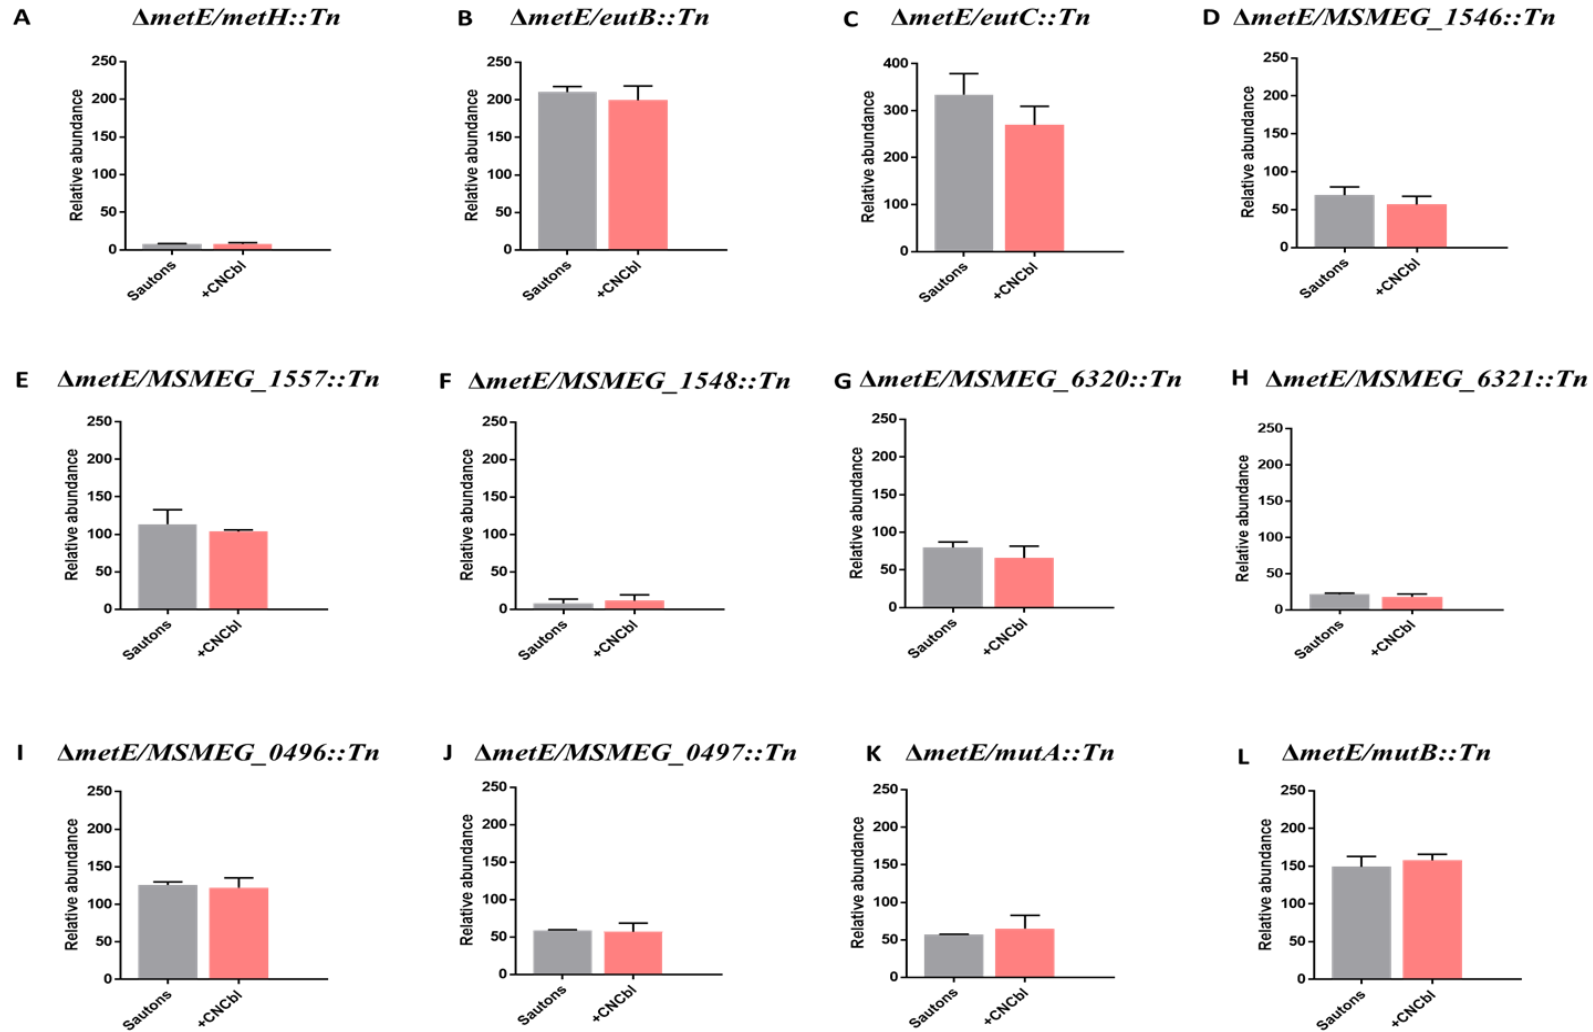 A ΔmetE/metH::Tn
250
200
150
100
50
0
Relative abundance
Sautons
+CNCbl
B ΔmetE/eutB::Tn
250
200
150
100
50
0
Relative abundance
Sautons
+CNCbl
C ΔmetE/eutC::Tn
400
300
200
100
0
Relative abundance
Sautons
+CNCbl
D ΔmetE/MSMEG_1546::Tn
250
200
150
100
50
0
Relative abundance
Sautons
+CNCbl
E ΔmetE/MSMEG_1557::Tn
250
200
150
100
50
0
Relative abundance
Sautons
+CNCbl
F ΔmetE/MSMEG_1548::Tn
250
200
150
100
50
0
Relative abundance
Sautons
+CNCbl
G ΔmetE/MSMEG_6320::Tn
250
200
150
100
50
0
Relative abundance
Sautons
+CNCbl
H ΔmetE/MSMEG_6321::Tn
250
200
150
100
50
0
Relative abundance
Sautons
+CNCbl
I ΔmetE/MSMEG_0496::Tn
250
200
150
100
50
0
Relative abundance
Sautons
+CNCbl
J ΔmetE/MSMEG_0497::Tn
250
200
150
100
50
0
Relative abundance
Sautons
+CNCbl
K ΔmetE/mutA::Tn
250
200
150
100
50
0
Relative abundance
Sautons
+CNCbl
L ΔmetE/mutB::Tn
250
200
150
100
50
0
Relative abundance
Sautons
+CNCbl